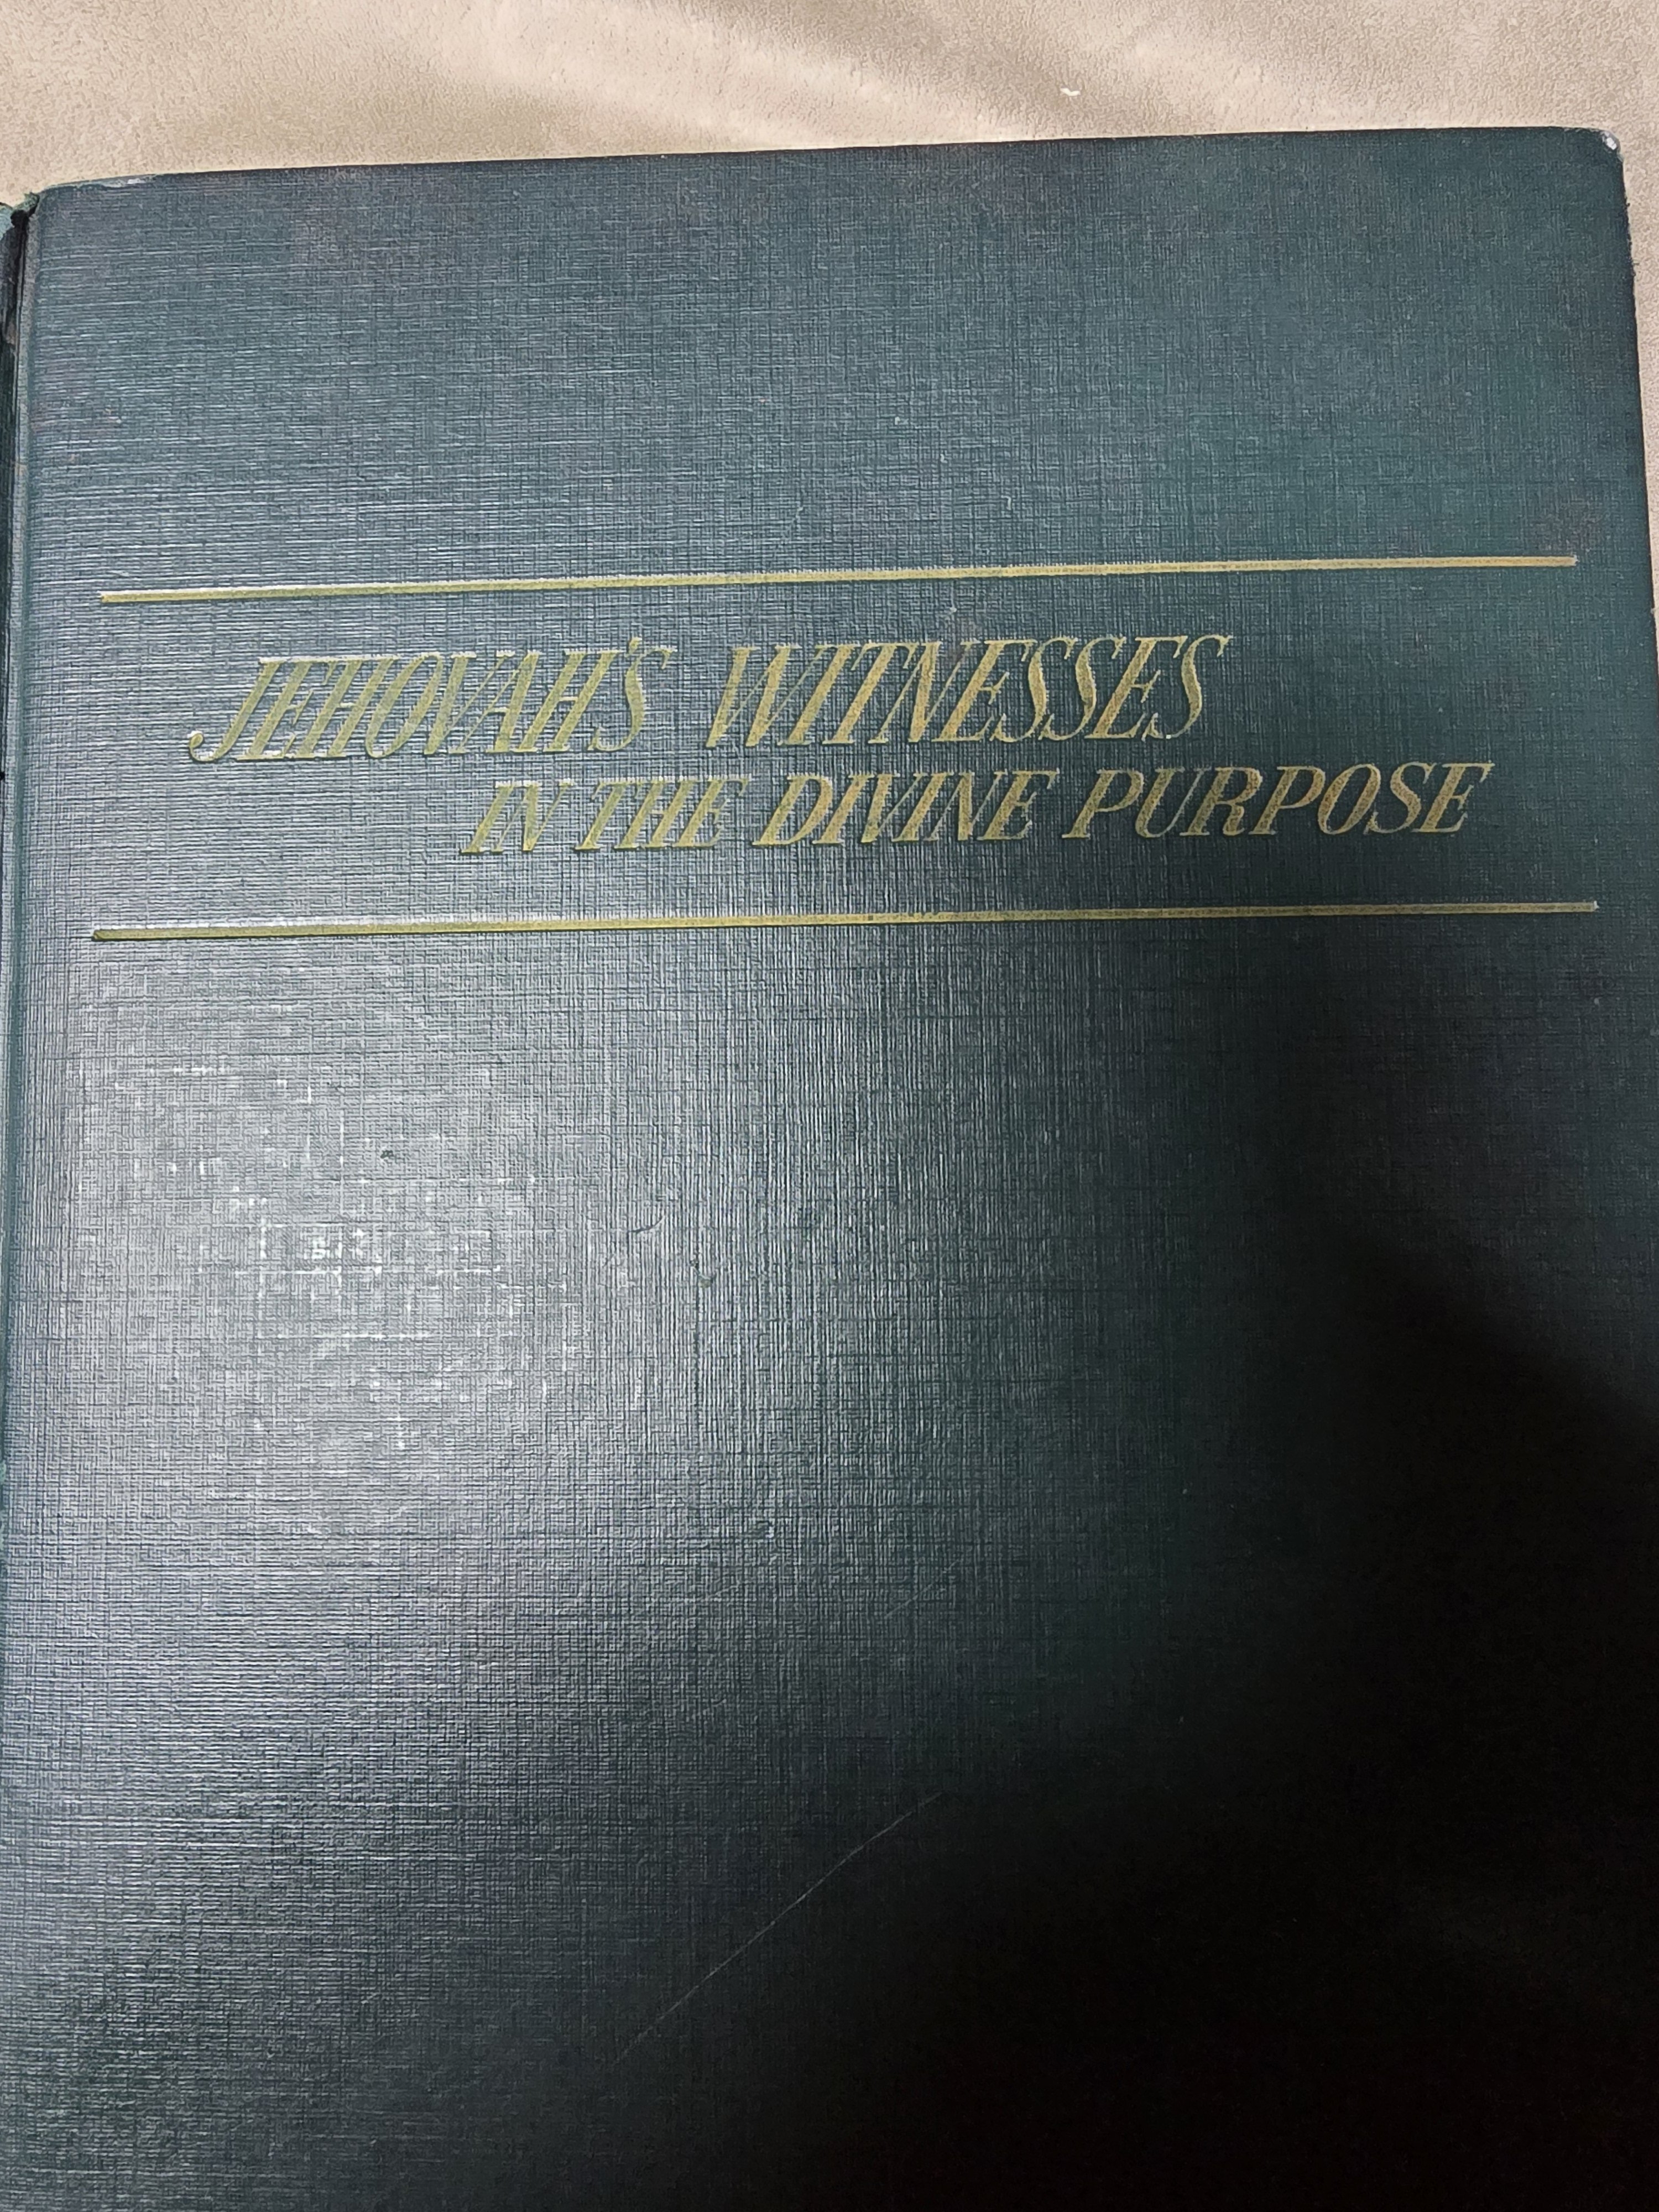 JEHOVAH'S WITNESSES
IN THE DIVINE PURPOSE